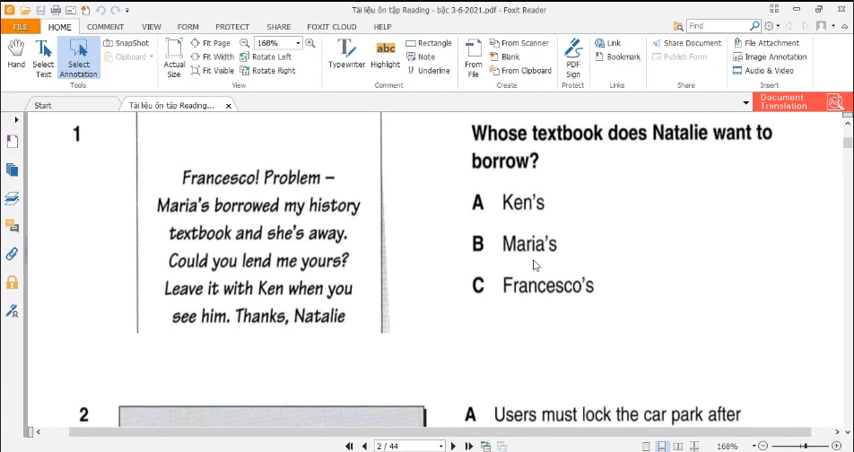 Tài liệu ôn tập Reading - bậc 3-6-2021.pdf - Foxit Reader
FILE HOME COMMENT VIEW FORM PROTECT SHARE FOXIT CLOUD HELP
Find
Hand
Select Text
Select Annotation
SnapShot
Clipboard
Tools
Actual Size
Fit Page
Fit Width
Fit Visible
168%
Rotate Left
Rotate Right
View
Typewriter
Highlight
Rectangle
Note
Underline
Comment
From File
From Scanner
Blank
From Clipboard
Create
PDF Sign
Protect
Link
Bookmark
Links
Share Document
Publish Form
Share
File Attachment
Image Annotation
Audio & Video
Insert
Start
Tài liệu ôn tập Reading...
Document Translation
1
Francesco! Problem –
Maria's borrowed my history
textbook and she's away.
Could you lend me yours?
Leave it with Ken when you
see him. Thanks, Natalie
Whose textbook does Natalie want to
borrow?
A Ken's
B Maria's
C Francesco's
2
A Users must lock the car park after
2 / 44
168%